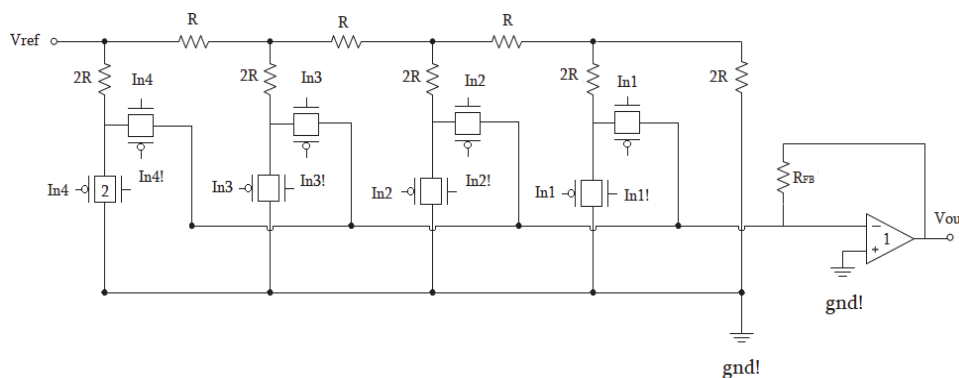 R
R
R
Vref
2R
In4
2R
In3
2R
In2
2R
In1
2R
In4
2
In4!
In3
In3!
In2
In2!
In1
In1!
RFB
Vou
−
+
1
gnd!
gnd!